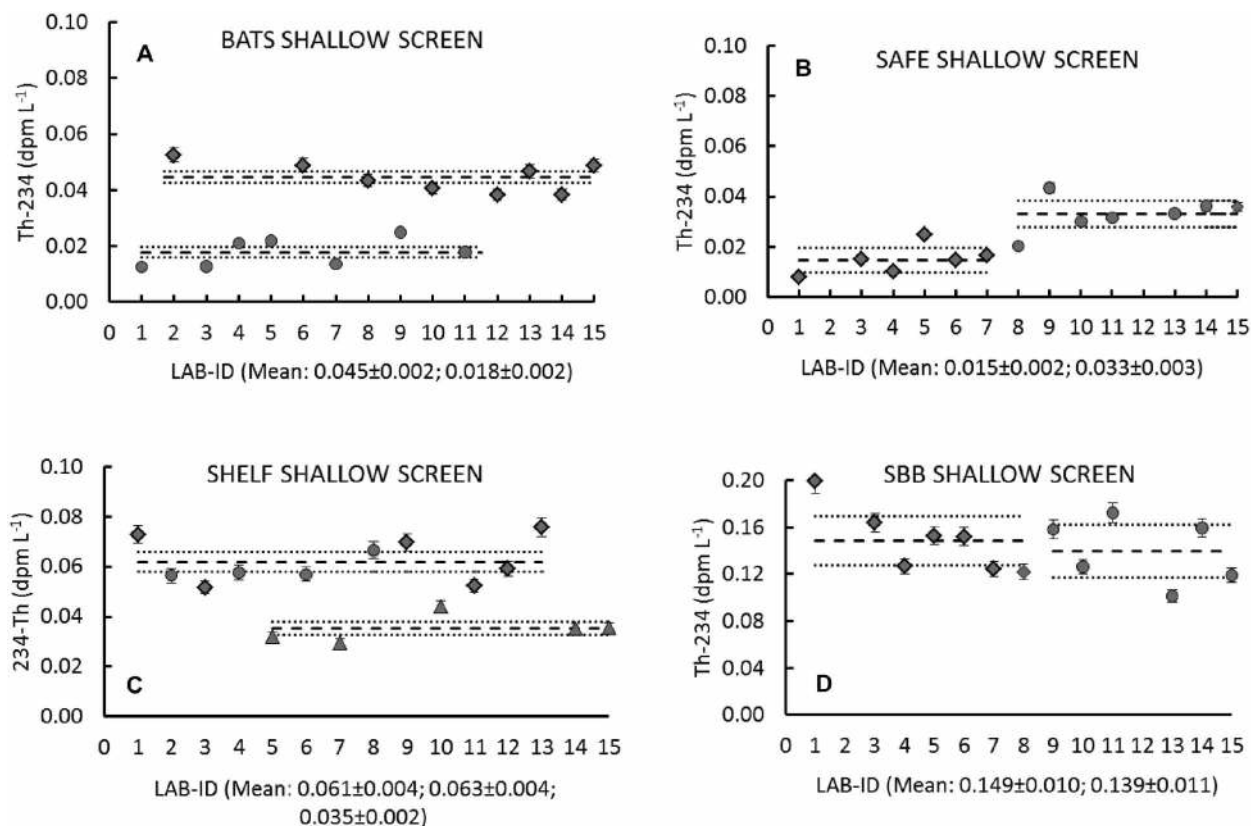 BATS SHALLOW SCREEN
A
Th-234 (dpm L-1)
0.10
0.08
0.06
0.04
0.02
0.00
0 1 2 3 4 5 6 7 8 9 10 11 12 13 14 15
LAB-ID (Mean: 0.045±0.002; 0.018±0.002)
SAFE SHALLOW SCREEN
B
Th-234 (dpm L-1)
0.10
0.08
0.06
0.04
0.02
0.00
0 1 2 3 4 5 6 7 8 9 10 11 12 13 14 15
LAB-ID (Mean: 0.015±0.002; 0.033±0.003)
SHELF SHALLOW SCREEN
C
234-Th (dpm L-1)
0.10
0.08
0.06
0.04
0.02
0.00
0 1 2 3 4 5 6 7 8 9 10 11 12 13 14 15
LAB-ID (Mean: 0.061±0.004; 0.063±0.004;
0.035±0.002)
SBB SHALLOW SCREEN
D
Th-234 (dpm L-1)
0.20
0.16
0.12
0.08
0.04
0.00
0 1 2 3 4 5 6 7 8 9 10 11 12 13 14 15
LAB-ID (Mean: 0.149±0.010; 0.139±0.011)